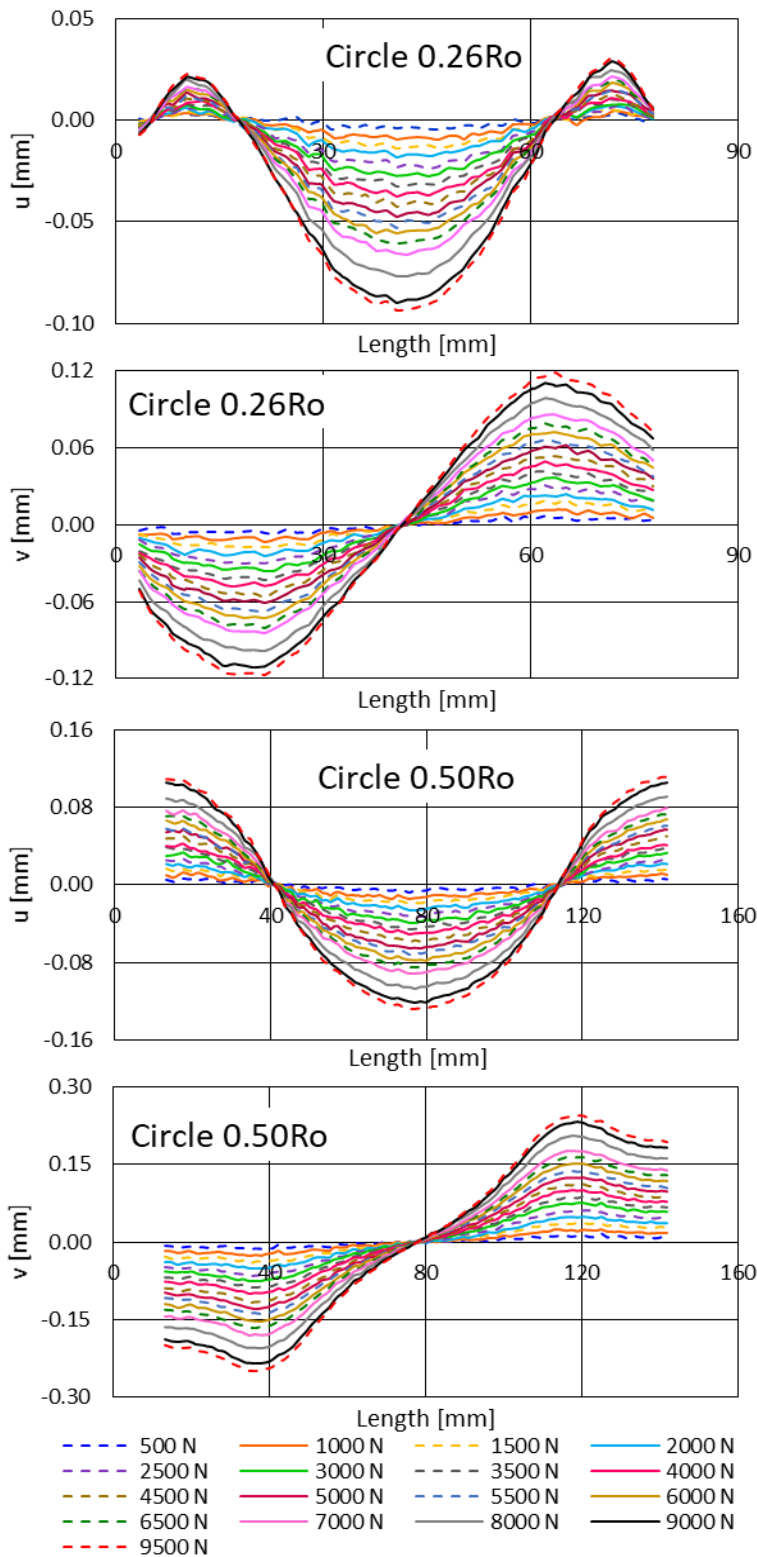 0.05
Circle 0.26Ro
0.00
0 30 60 90
u [mm]
-0.05
-0.10
Length [mm]
0.12
Circle 0.26Ro
0.06
0.00
0 30 60 90
v [mm]
-0.06
-0.12
Length [mm]
0.16
Circle 0.50Ro
0.08
u [mm]
0.00
0 40 80 120 160
-0.08
-0.16
Length [mm]
0.30
Circle 0.50Ro
0.15
v [mm]
0.00
0 40 80 120 160
-0.15
-0.30
Length [mm]
500 N 1000 N 1500 N 2000 N
2500 N 3000 N 3500 N 4000 N
4500 N 5000 N 5500 N 6000 N
6500 N 7000 N 8000 N 9000 N
9500 N